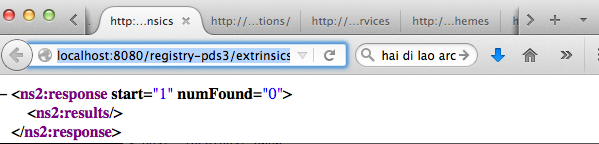 http:...nsics × http://...tions/ http://...rvices http://...hemes h
localhost:8080/registry-pds3/extrinsics hai di lao arc
− <ns2:response start="1" numFound="0">
<ns2:results/>
</ns2:response>